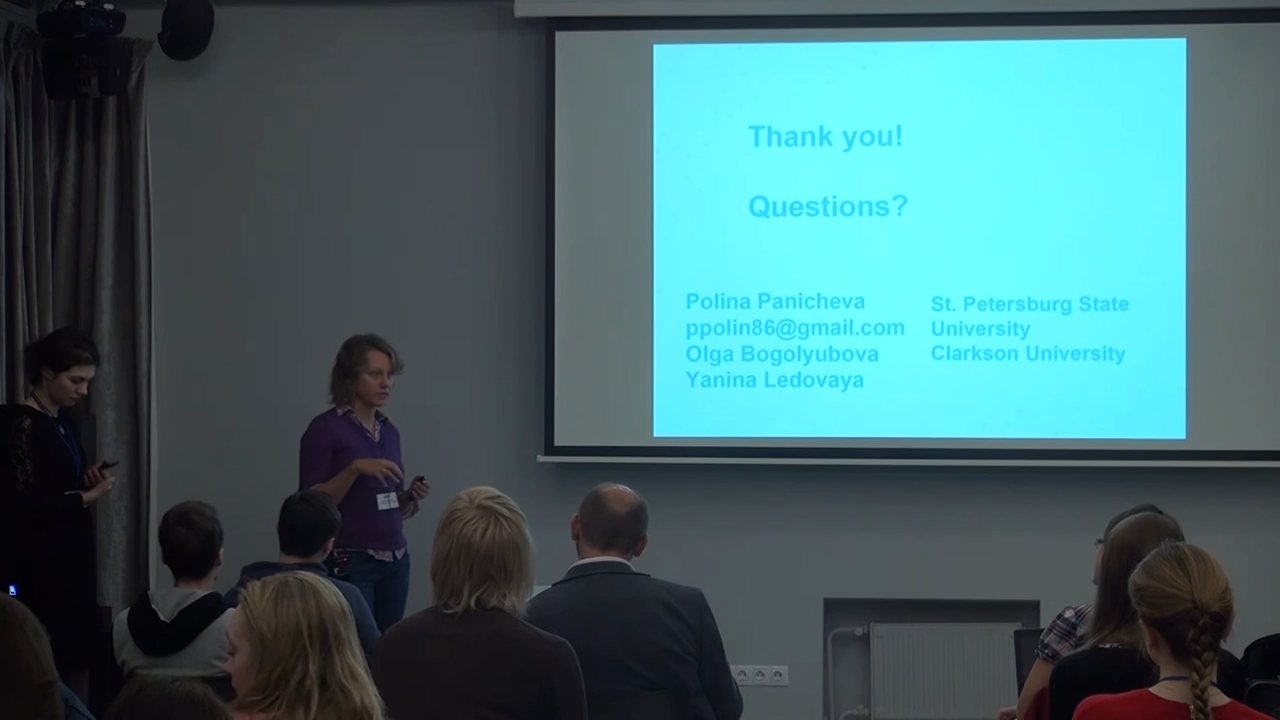 Thank you!
Questions?
Polina Panicheva
ppolin86@gmail.com
Olga Bogolyubova
Yanina Ledovaya
St. Petersburg State
University
Clarkson University